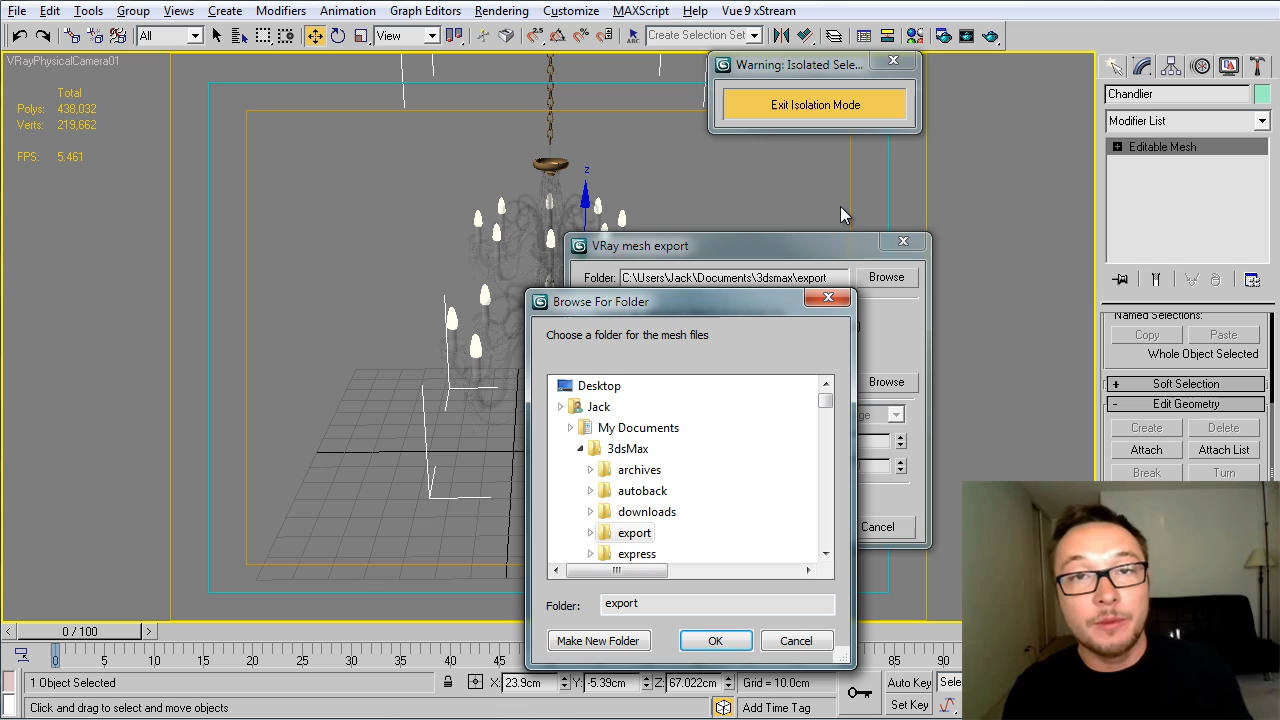 File Edit Tools Group Views Create Modifiers Animation Graph Editors Rendering Customize MAXScript Help Vue 9 xStream
All View Create Selection Set
VRayPhysicalCamera01
Total
Polys: 438,032
Verts: 219,662
FPS: 5.461
Warning: Isolated Sele...
Exit Isolation Mode
z
VRay mesh export
Folder: C:\Users\Jack\Documents\3dsmax\export Browse
Browse
Cancel
Browse For Folder
Choose a folder for the mesh files
Desktop
Jack
My Documents
3dsMax
archives
autoback
downloads
export
express
Folder: export
Make New Folder OK Cancel
Chandlier
Modifier List
Editable Mesh
Named Selections:
Copy Paste
Whole Object Selected
+ Soft Selection
- Edit Geometry
Create Delete
Attach Attach List
Break Turn
< 0 / 100 >
0 5 10 15 20 25 30 35 40 45 50 85 90
1 Object Selected X: 23.9cm Y: -5.39cm Z: 67.022cm Grid = 10.0cm Auto Key Sele
Click and drag to select and move objects Add Time Tag Set Key